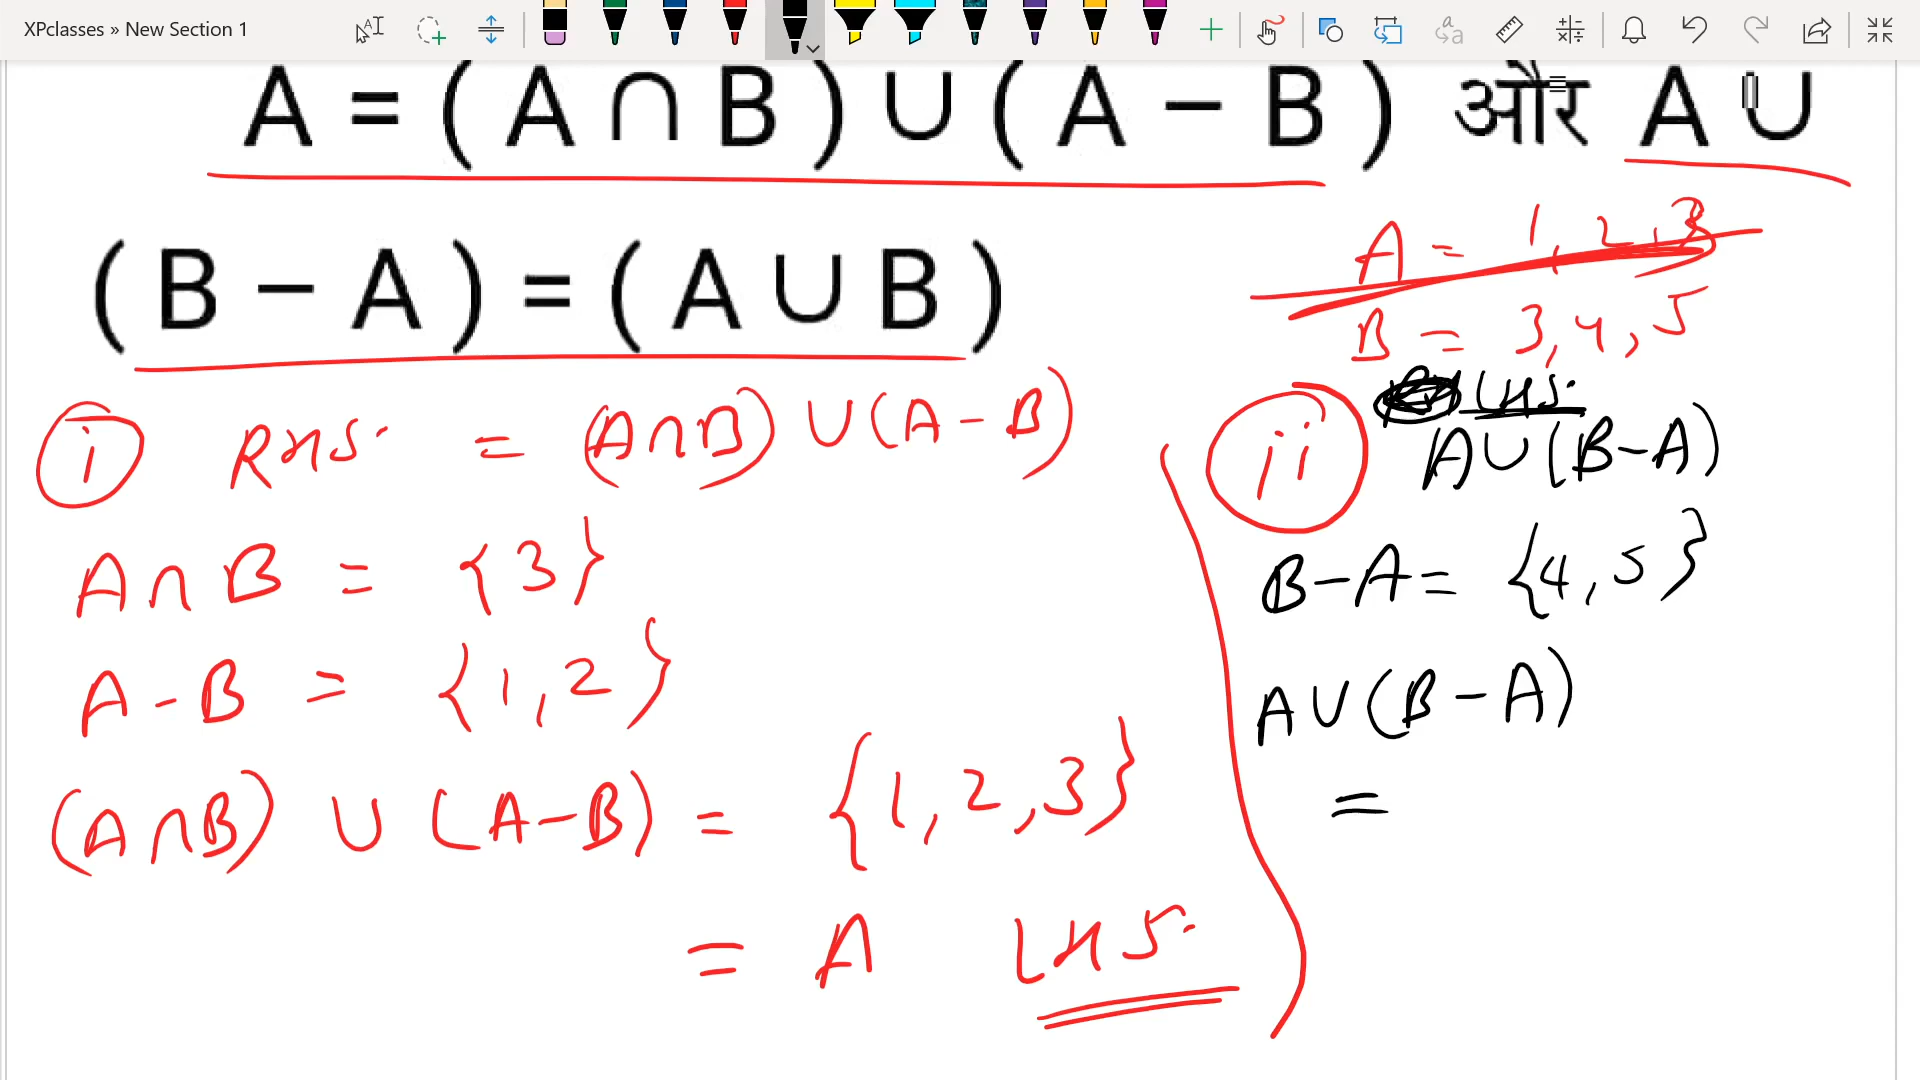 XPclasses » New Section 1
A = ( A ∩ B ) ∪ ( A − B ) और A ∪
( B − A ) = ( A ∪ B )
A = 1, 2, 3
B = 3, 4, 5
i RHS. = (A∩B) ∪ (A - B)
A∩B = {3}
A - B = {1, 2}
(A∩B) ∪ (A-B) = {1, 2, 3}
= A LHS.
ii LHS.
A∪(B-A)
B-A = {4, 5}
A∪(B-A)
=